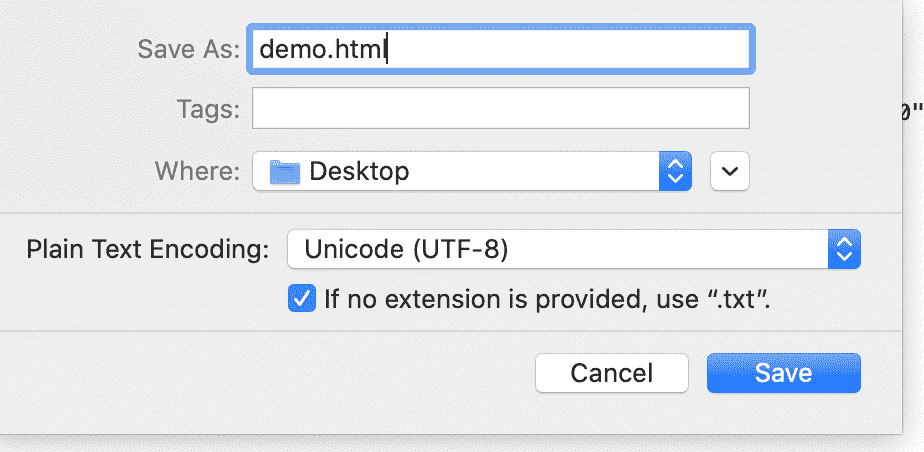 Save As: demo.html
Tags:
0"
Where: Desktop
Plain Text Encoding: Unicode (UTF-8)
If no extension is provided, use “.txt”.
Cancel Save